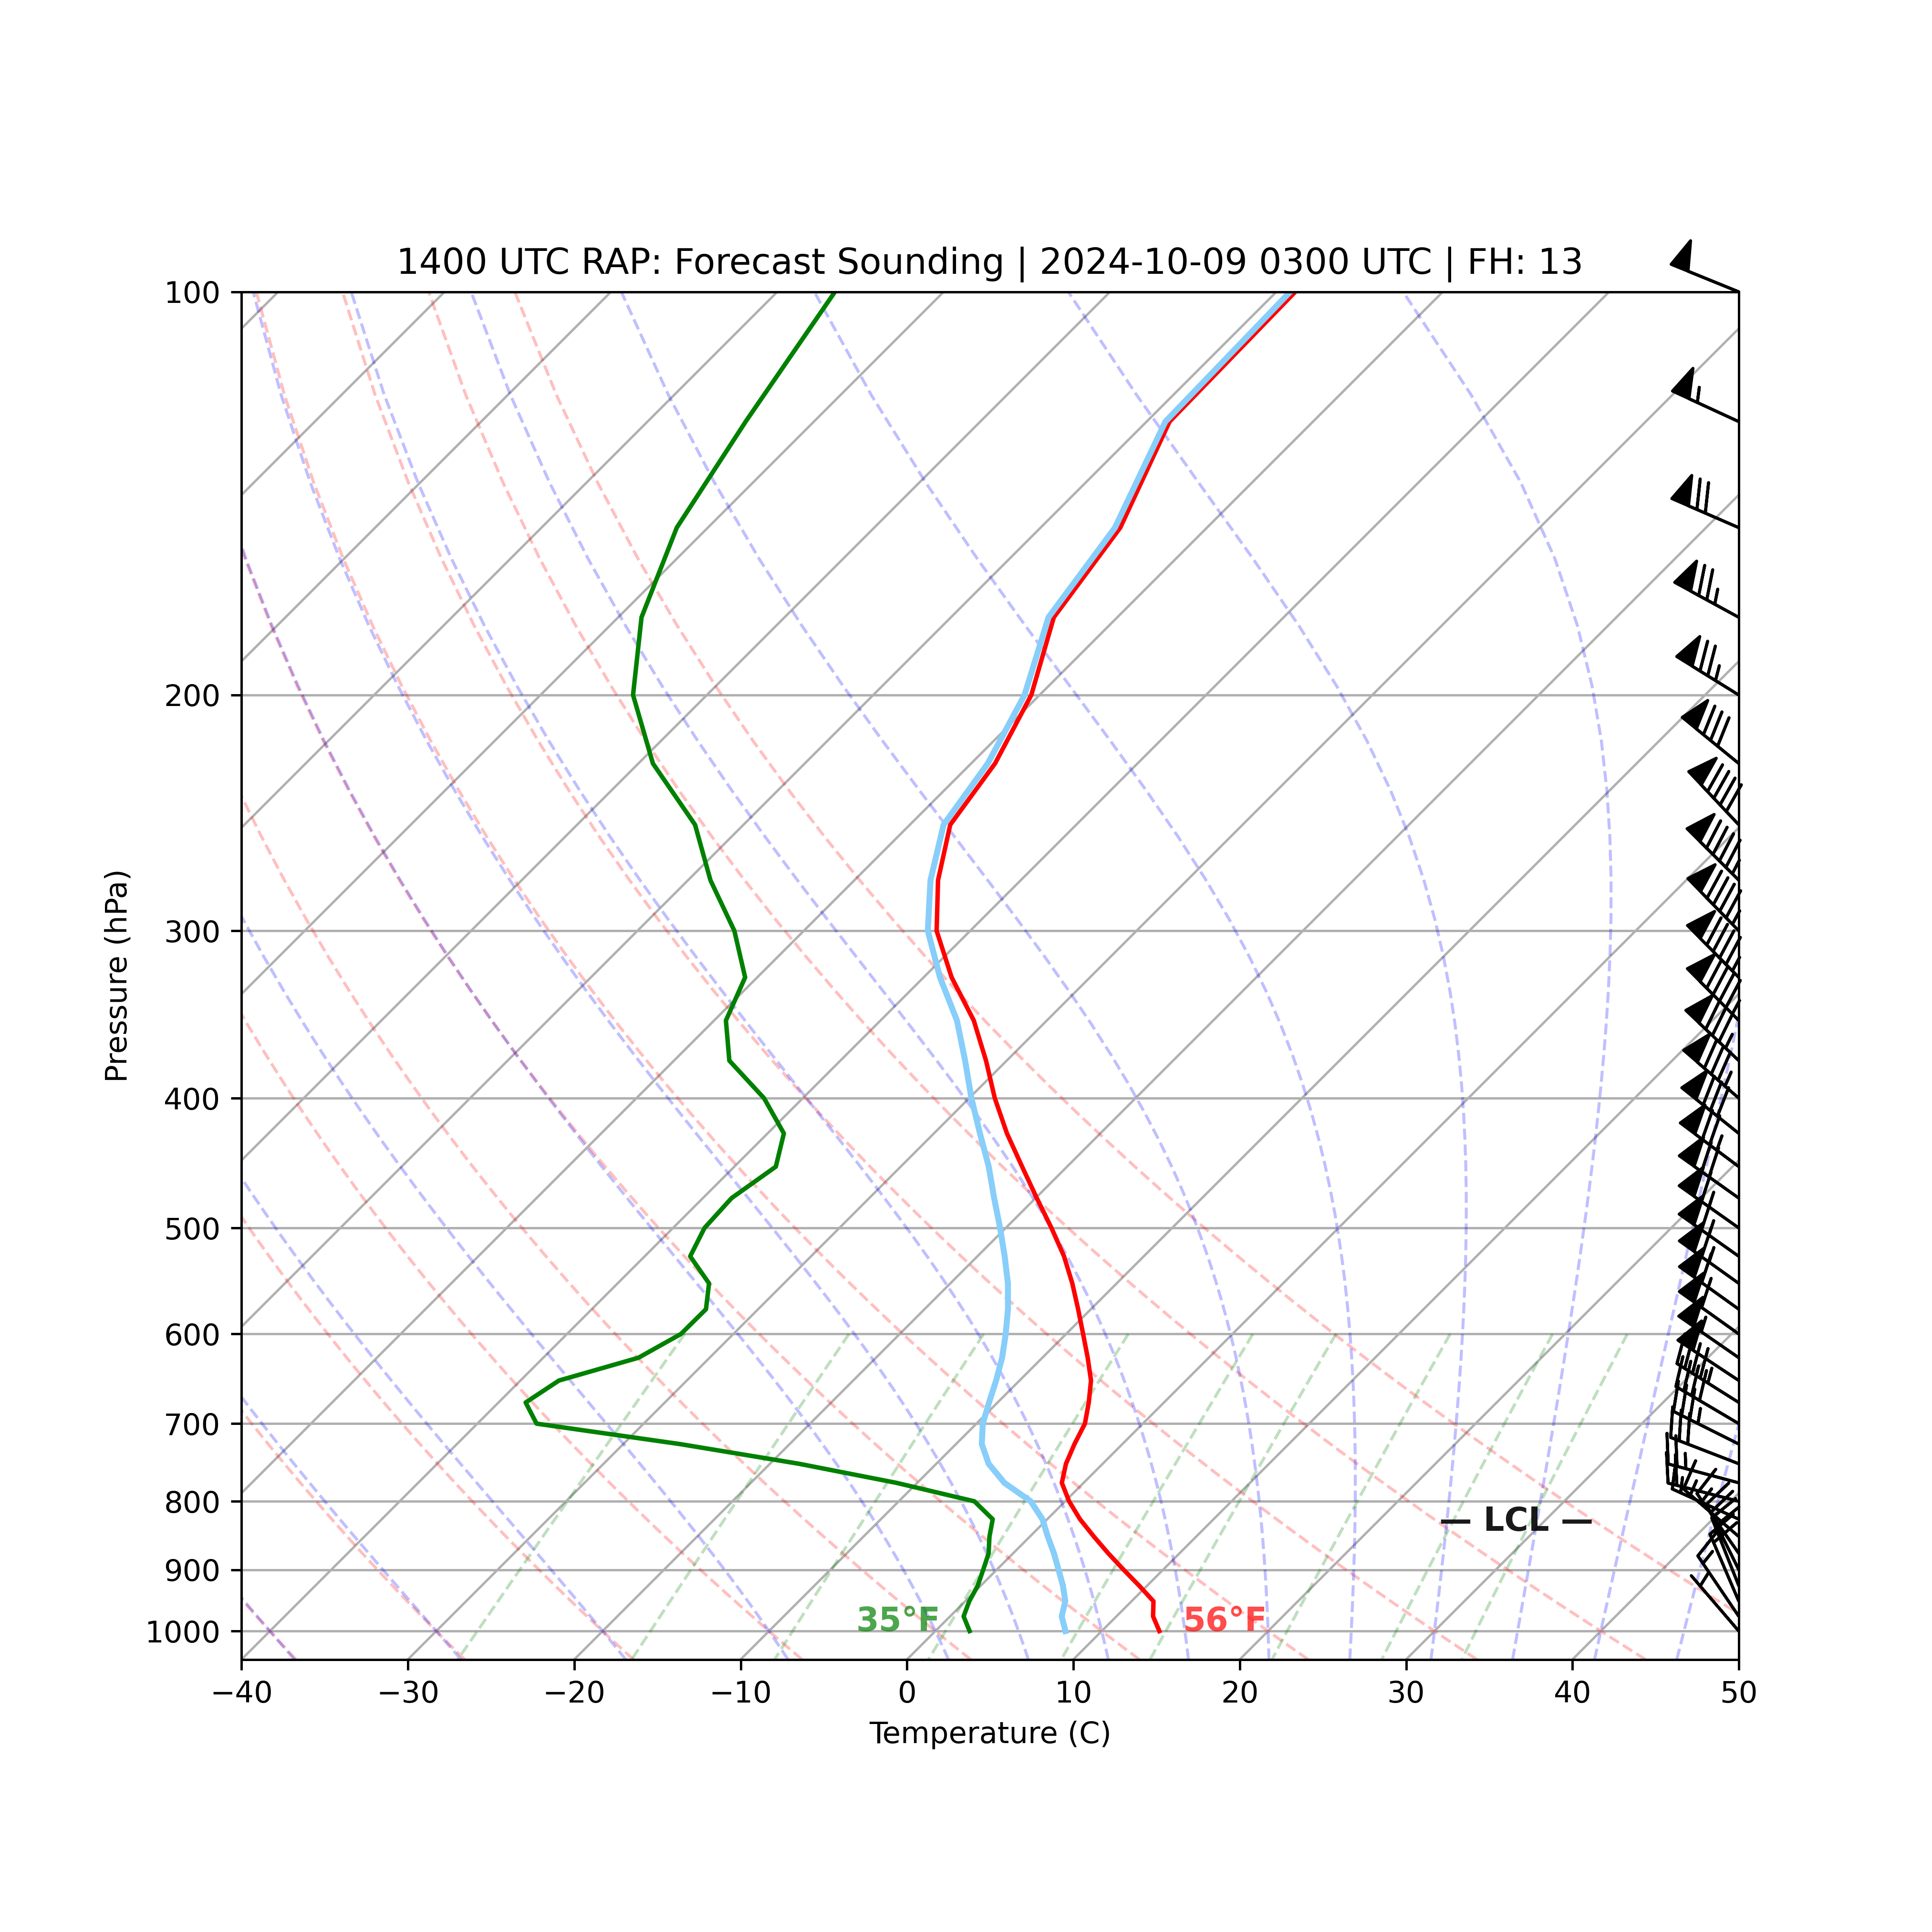 1400 UTC RAP: Forecast Sounding | 2024-10-09 0300 UTC | FH: 13
100
200
300
400
500
600
700
800
900
1000
Pressure (hPa)
— LCL —
35°F
56°F
−40 −30 −20 −10 0 10 20 30 40 50
Temperature (C)